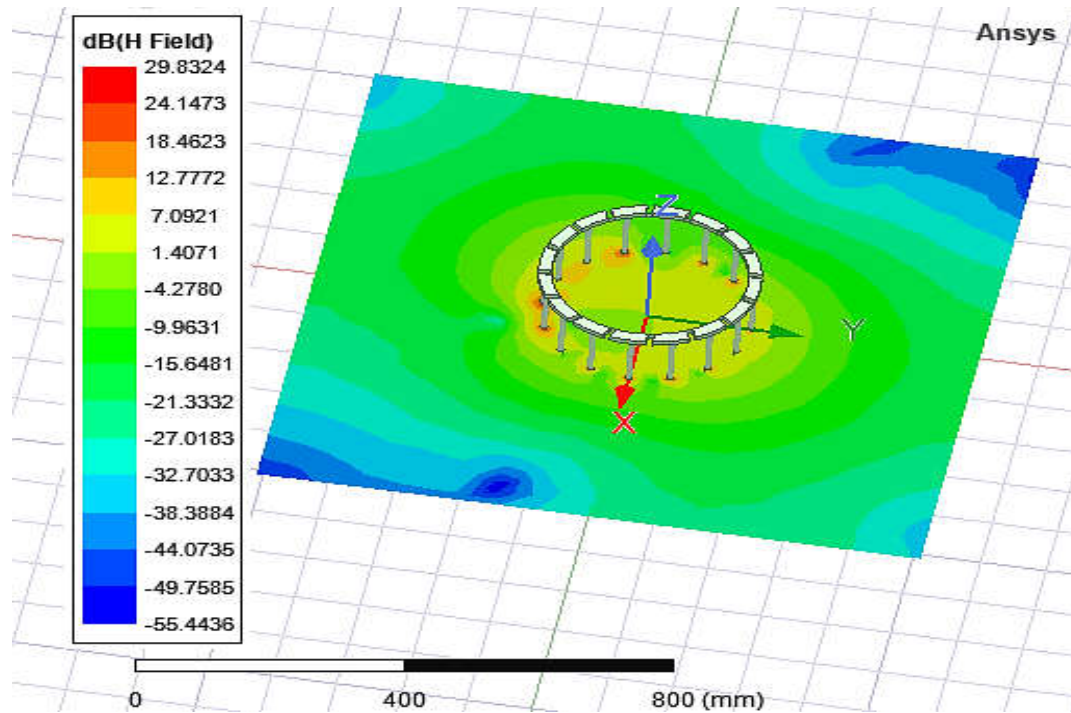 Ansys
dB(H Field)
29.8324
24.1473
18.4623
12.7772
7.0921
1.4071
-4.2780
-9.9631
-15.6481
-21.3332
-27.0183
-32.7033
-38.3884
-44.0735
-49.7585
-55.4436
Z
Y
X
0 400 800 (mm)